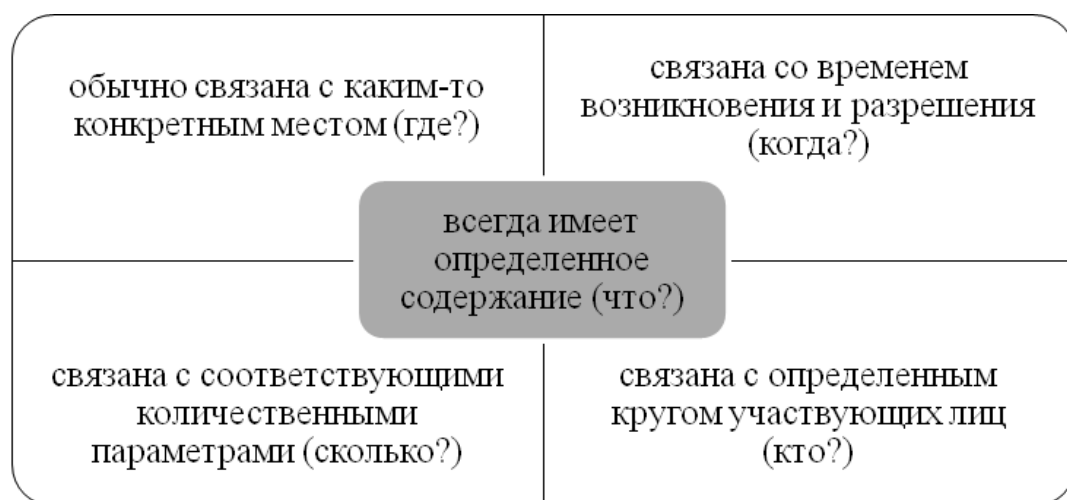 обычно связана с каким-то
конкретным местом (где?)
связана со временем
возникновения и разрешения
(когда?)
всегда имеет
определенное
содержание (что?)
связана с соответствующими
количественными
параметрами (сколько?)
связана с определенным
кругом участвующих лиц
(кто?)